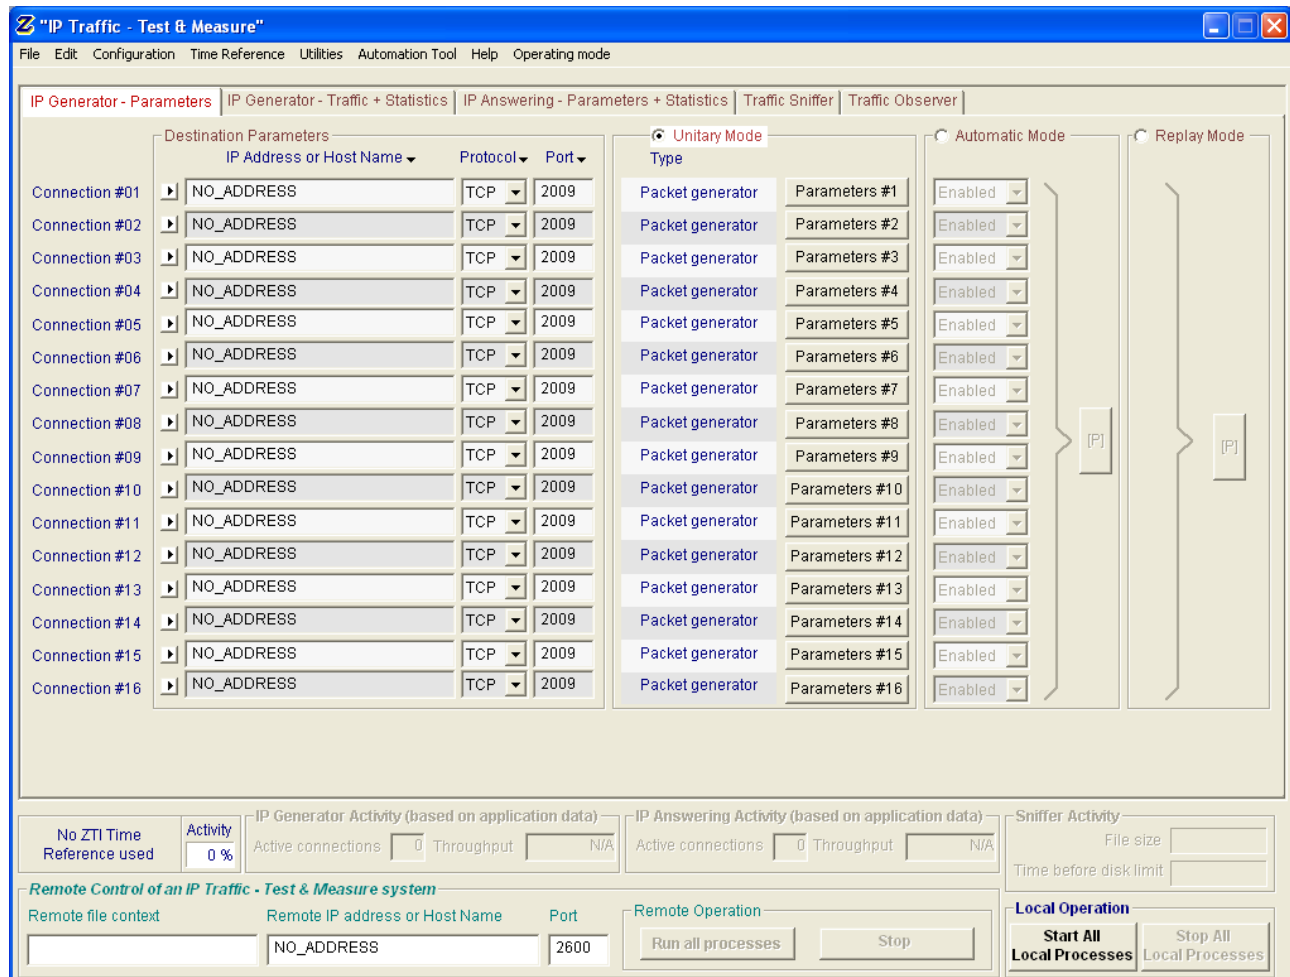 "IP Traffic - Test & Measure"
File Edit Configuration Time Reference Utilities Automation Tool Help Operating mode
IP Generator - Parameters IP Generator - Traffic + Statistics IP Answering - Parameters + Statistics Traffic Sniffer Traffic Observer
Destination Parameters Unitary Mode Automatic Mode Replay Mode
IP Address or Host Name Protocol Port Type
Connection #01 NO_ADDRESS TCP 2009 Packet generator Parameters #1 Enabled
Connection #02 NO_ADDRESS TCP 2009 Packet generator Parameters #2 Enabled
Connection #03 NO_ADDRESS TCP 2009 Packet generator Parameters #3 Enabled
Connection #04 NO_ADDRESS TCP 2009 Packet generator Parameters #4 Enabled
Connection #05 NO_ADDRESS TCP 2009 Packet generator Parameters #5 Enabled
Connection #06 NO_ADDRESS TCP 2009 Packet generator Parameters #6 Enabled
Connection #07 NO_ADDRESS TCP 2009 Packet generator Parameters #7 Enabled
Connection #08 NO_ADDRESS TCP 2009 Packet generator Parameters #8 Enabled
[P] [P]
Connection #09 NO_ADDRESS TCP 2009 Packet generator Parameters #9 Enabled
Connection #10 NO_ADDRESS TCP 2009 Packet generator Parameters #10 Enabled
Connection #11 NO_ADDRESS TCP 2009 Packet generator Parameters #11 Enabled
Connection #12 NO_ADDRESS TCP 2009 Packet generator Parameters #12 Enabled
Connection #13 NO_ADDRESS TCP 2009 Packet generator Parameters #13 Enabled
Connection #14 NO_ADDRESS TCP 2009 Packet generator Parameters #14 Enabled
Connection #15 NO_ADDRESS TCP 2009 Packet generator Parameters #15 Enabled
Connection #16 NO_ADDRESS TCP 2009 Packet generator Parameters #16 Enabled
No ZTI Time
Reference used
Activity
0 %
IP Generator Activity (based on application data)
Active connections 0 Throughput N/A
IP Answering Activity (based on application data)
Active connections 0 Throughput N/A
Sniffer Activity
File size
Time before disk limit
Remote Control of an IP Traffic - Test & Measure system
Remote file context Remote IP address or Host Name Port
NO_ADDRESS 2600
Remote Operation
Run all processes Stop
Local Operation
Start All
Local Processes
Stop All
Local Processes